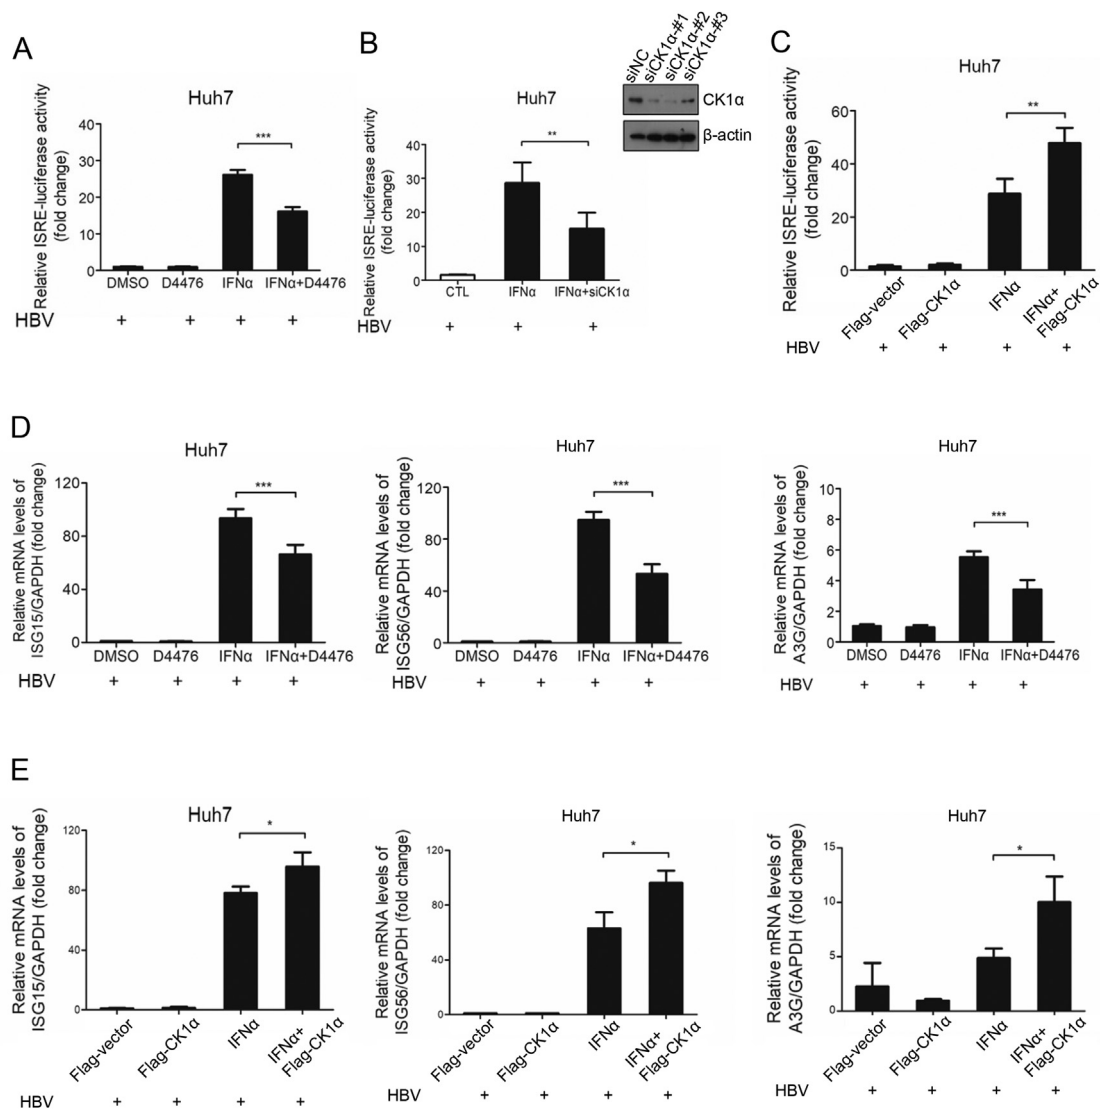 A
Huh7
Relative ISRE-luciferase activity
(fold change)
40
30
20
10
0
***
DMSO D4476 IFNα IFNα+D4476
HBV + + + +
B
Huh7
siNC
siCK1α-#1
siCK1α-#2
siCK1α-#3
CK1α
β-actin
Relative ISRE-luciferase activity
(fold change)
40
30
20
10
0
**
CTL IFNα IFNα+siCK1α
HBV + + +
C
Huh7
Relative ISRE-luciferase activity
(fold change)
60
40
20
0
**
Flag-vector
Flag-CK1α
IFNα
IFNα+
Flag-CK1α
HBV + + + +
D
Huh7
Relative mRNA levels of
ISG15/GAPDH (fold change)
120
80
40
0
***
DMSO D4476 IFNα IFNα+D4476
HBV + + + +
Huh7
Relative mRNA levels of
ISG56/GAPDH (fold change)
120
80
40
0
***
DMSO D4476 IFNα IFNα+D4476
HBV + + + +
Huh7
Relative mRNA levels of
A3G/GAPDH (fold change)
10
8
6
4
2
0
***
DMSO D4476 IFNα IFNα+D4476
HBV + + + +
E
Huh7
Relative mRNA levels of
ISG15/GAPDH (fold change)
120
80
40
0
*
Flag-vector
Flag-CK1α
IFNα
IFNα+
Flag-CK1α
HBV + + + +
Huh7
Relative mRNA levels of
ISG56/GAPDH (fold change)
120
80
40
0
*
Flag-vector
Flag-CK1α
IFNα
IFNα+
Flag-CK1α
HBV + + + +
Huh7
Relative mRNA levels of
A3G/GAPDH (fold change)
15
10
5
0
*
Flag-vector
Flag-CK1α
IFNα
IFNα+
Flag-CK1α
HBV + + + +